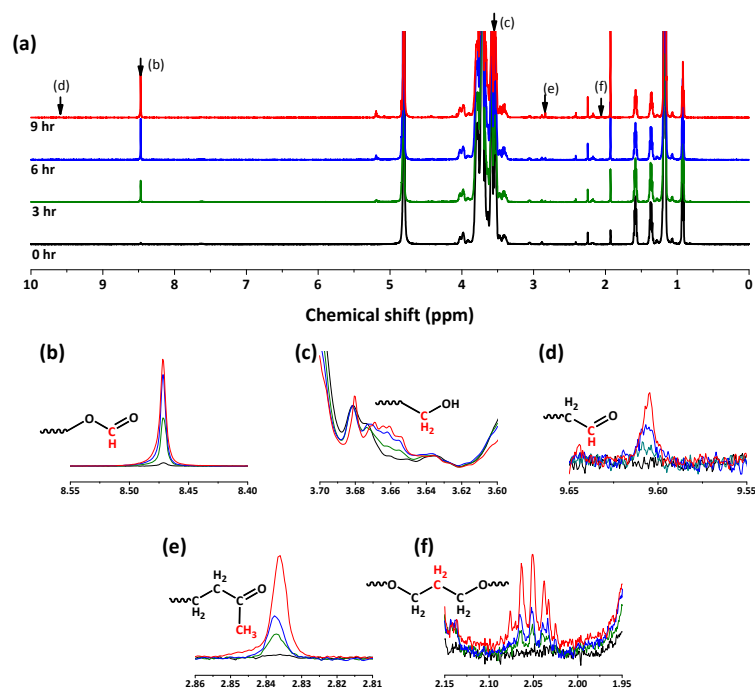 (a)
(d)
(b)
(c)
(e)
(f)
9 hr
6 hr
3 hr
0 hr
10 9 8 7 6 5 4 3 2 1 0
Chemical shift (ppm)
(b)
O
O
C
H
8.55 8.50 8.45 8.40
(c)
OH
C
H2
3.70 3.68 3.66 3.64 3.62 3.60
(d)
H2
C
O
C
H
9.65 9.60 9.55
(e)
H2
C
O
C
H2
C
CH3
2.86 2.85 2.84 2.83 2.82 2.81
(f)
H2
O
C
O
C
H2
C
H2
2.15 2.10 2.05 2.00 1.95